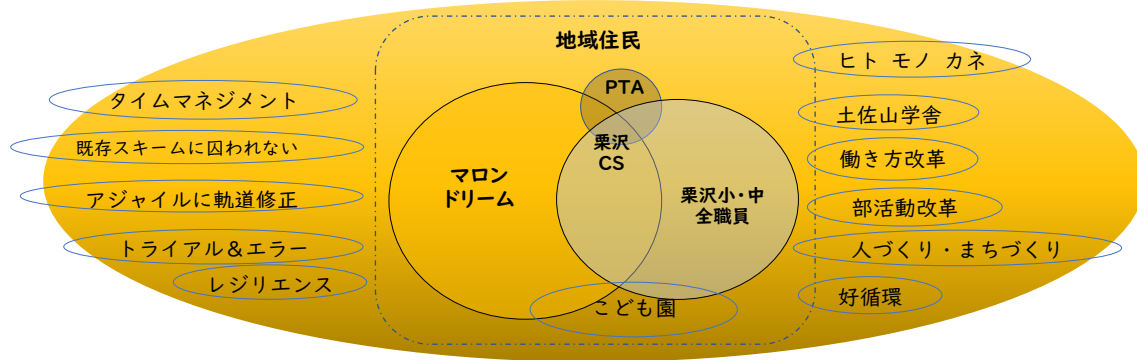 地域住民
ヒト モノ カネ
PTA
タイムマネジメント
土佐山学舎
既存スキームに囚われない
栗沢
CS
働き方改革
マロン
ドリーム
アジャイルに軌道修正
栗沢小・中
全職員
部活動改革
トライアル&エラー
人づくり・まちづくり
レジリエンス
こども園
好循環